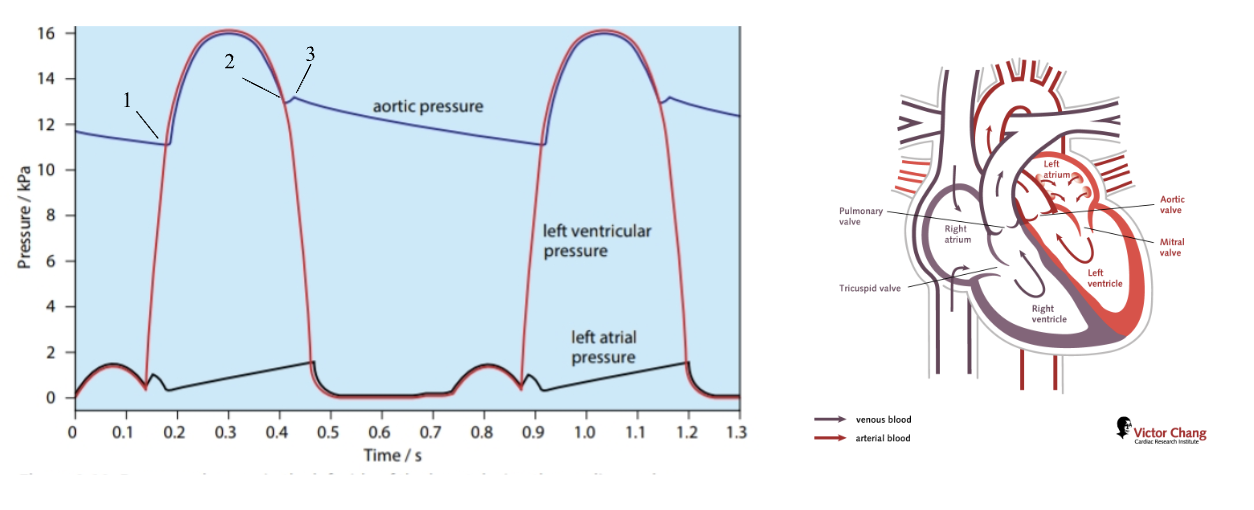 Pressure / kPa
16
14
12
10
8
6
4
2
0
1
2
3
aortic pressure
left ventricular
pressure
left atrial
pressure
0 0.1 0.2 0.3 0.4 0.5 0.6 0.7 0.8 0.9 1.0 1.1 1.2 1.3
Time / s
Left
atrium
Aortic
valve
Pulmonary
valve
Right
atrium
Mitral
valve
Left
ventricle
Tricuspid valve
Right
ventricle
venous blood
arterial blood
Victor Chang
Cardiac Research Institute